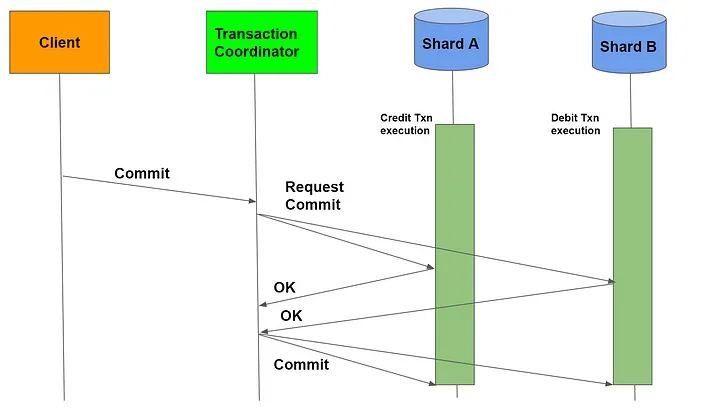 Client
Transaction
Coordinator
Shard A
Shard B
Credit Txn
execution
Debit Txn
execution
Commit
Request
Commit
OK
OK
Commit